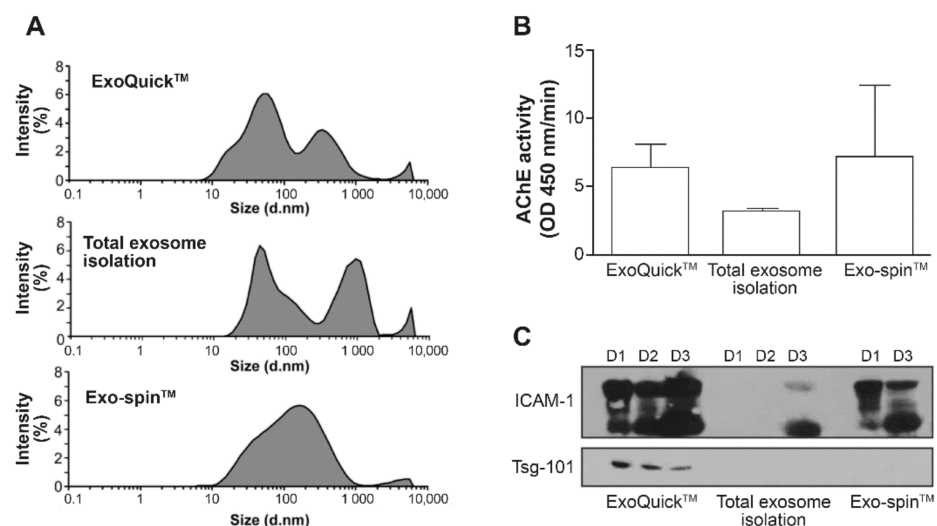 A
ExoQuick™
Intensity
(%)
8
6
4
2
0
0.1 1 10 100 1 000 10,000
Size (d.nm)
Total exosome
isolation
Intensity
(%)
8
6
4
2
0
0.1 1 10 100 1 000 10,000
Size (d.nm)
Exo-spin™
Intensity
(%)
8
6
4
2
0
0.1 1 10 100 1 000 10,000
Size (d.nm)
B
AChE activity
(OD 450 nm/min)
15
10
5
0
ExoQuick™ Total exosome Exo-spin™
isolation
C
D1 D2 D3 D1 D2 D3 D1 D3
ICAM-1
Tsg-101
ExoQuick™ Total exosome Exo-spin™
isolation